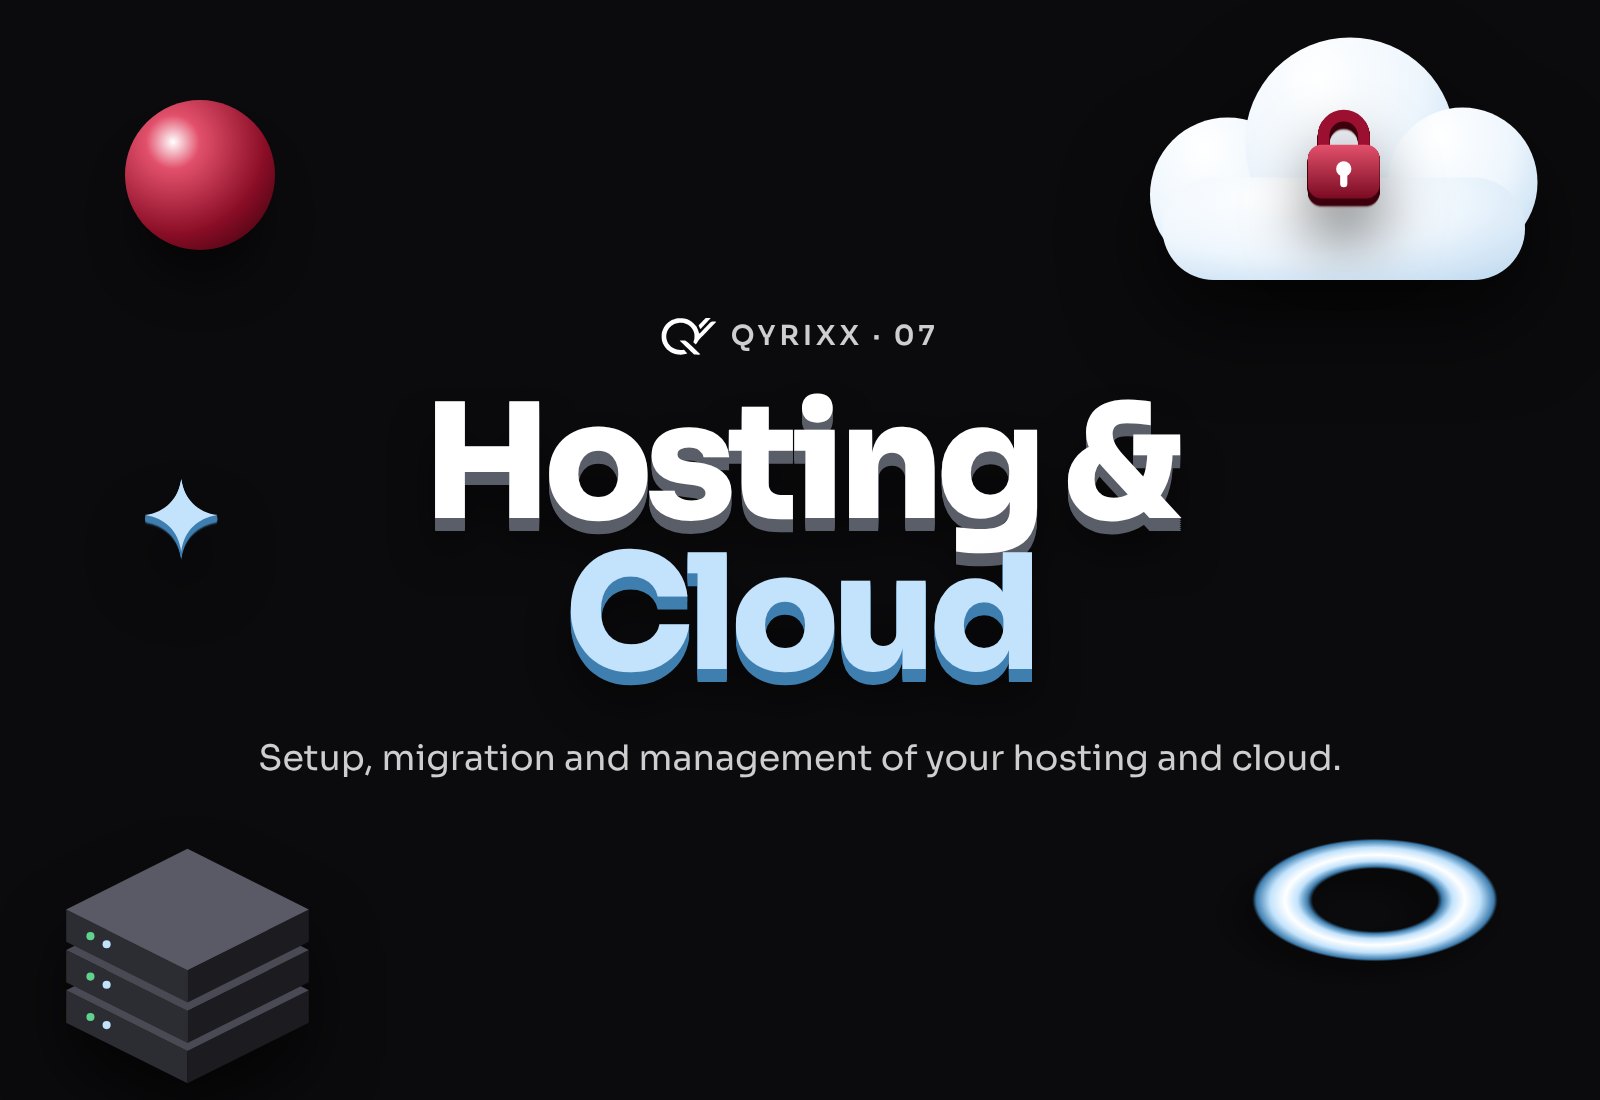 QYRIXX · 07
Hosting &
Cloud
Setup, migration and management of your hosting and cloud.